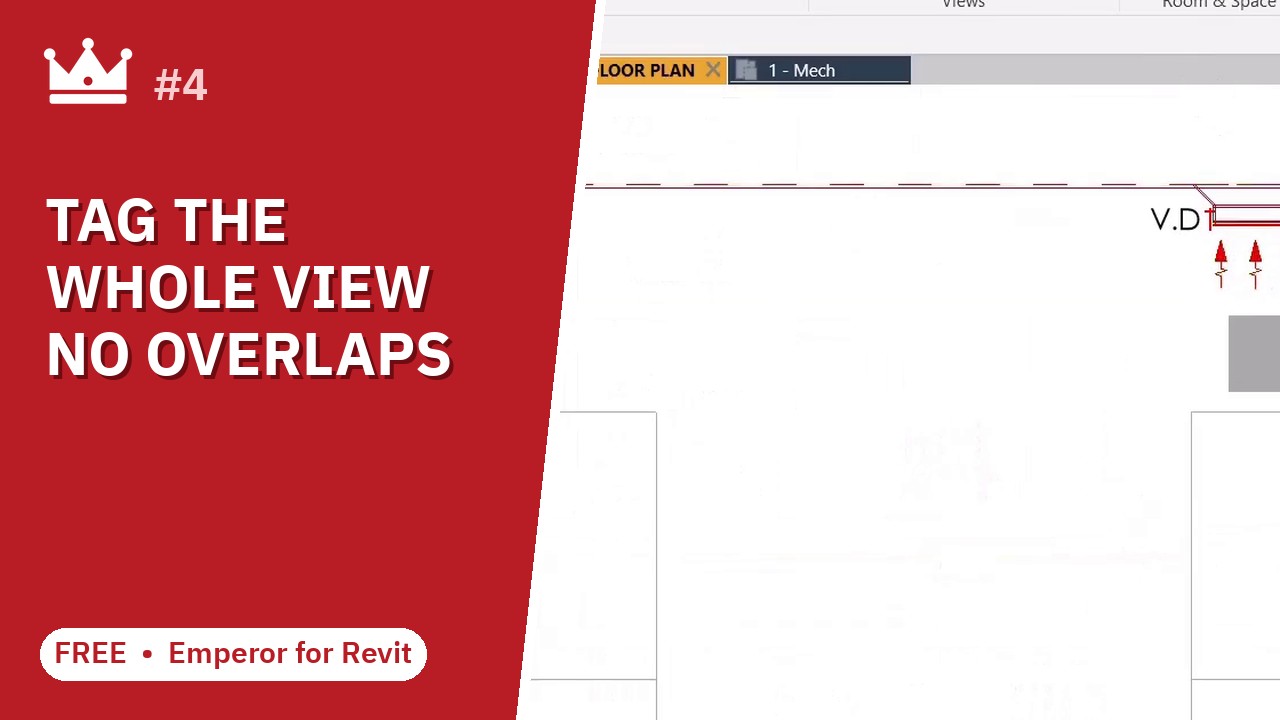 #4
TAG THE
WHOLE VIEW
NO OVERLAPS
FREE • Emperor for Revit
Views
Room & Space
LOOR PLAN
1 - Mech
V.D